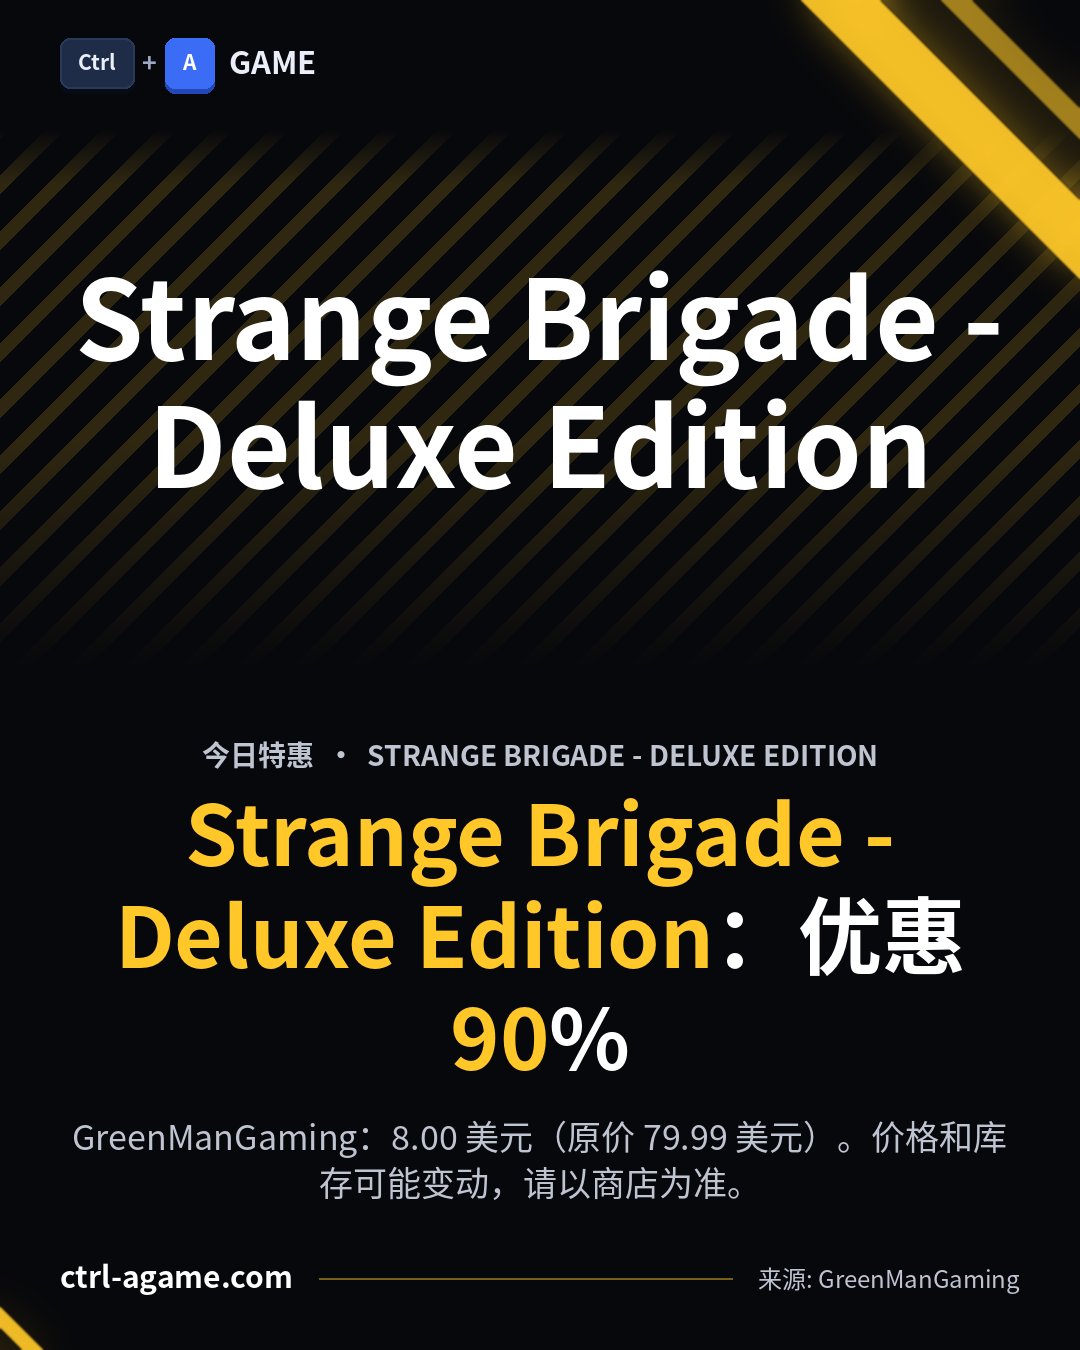 Ctrl + A GAME
Strange Brigade -
Deluxe Edition
今日特惠 · STRANGE BRIGADE - DELUXE EDITION
Strange Brigade -
Deluxe Edition：优惠
90%
GreenManGaming：8.00 美元（原价 79.99 美元）。价格和库
存可能变动，请以商店为准。
ctrl-agame.com
来源: GreenManGaming